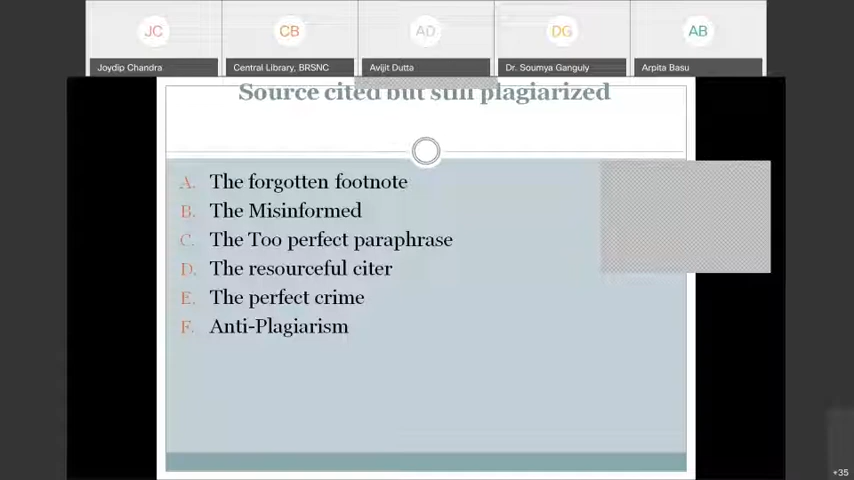 JC
CB
AD
DG
AB
Joydip Chandra
Central Library, BRSNC
Avijit Dutta
Dr. Soumya Ganguly
Arpita Basu
Source cited but still plagiarized
A. The forgotten footnote
B. The Misinformed
C. The Too perfect paraphrase
D. The resourceful citer
E. The perfect crime
F. Anti-Plagiarism
+35